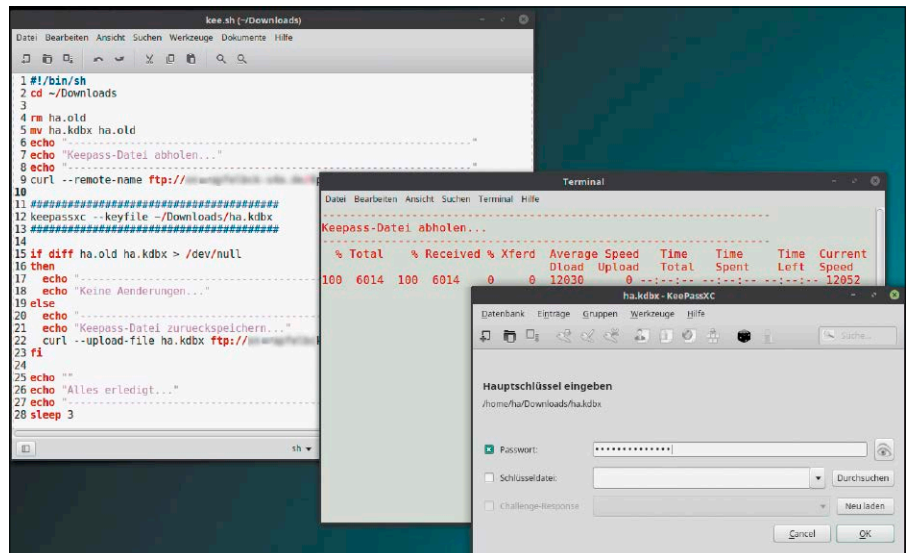 kee.sh (~/Downloads)
Datei Bearbeiten Ansicht Suchen Werkzeuge Dokumente Hilfe
1 #!/bin/sh
2 cd ~/Downloads
3
4 rm ha.old
5 mv ha.kdbx ha.old
6 echo "------------------------------------------------------"
7 echo "Keepass-Datei abholen..."
8 echo "------------------------------------------------------"
9 curl --remote-name ftp://
10
11 ########################################
12 keepassxc --keyfile ~/Downloads/ha.kdbx
13 ########################################
14
15 if diff ha.old ha.kdbx > /dev/null
16 then
17 echo "------------------------------
18 echo "Keine Aenderungen..."
19 else
20 echo "------------------------------
21 echo "Keepass-Datei zurueckspeichern..."
22 curl --upload-file ha.kdbx ftp://
23 fi
24
25 echo ""
26 echo "Alles erledigt..."
27 echo "--------------------------------
28 sleep 3
sh
Terminal
Datei Bearbeiten Ansicht Suchen Terminal Hilfe
------------------------------------------------------
Keepass-Datei abholen...
------------------------------------------------------
% Total % Received % Xferd Average Speed Time Time Time Current
Dload Upload Total Spent Left Speed
100 6014 100 6014 0 0 12030 0 --:--:-- --:--:-- --:--:-- 12052
ha.kdbx - KeePassXC
Datenbank Einträge Gruppen Werkzeuge Hilfe
Suche...
Hauptschlüssel eingeben
/home/ha/Downloads/ha.kdbx
Passwort: ••••••••••••••
Schlüsseldatei: Durchsuchen
Challenge-Response Neu laden
Cancel OK